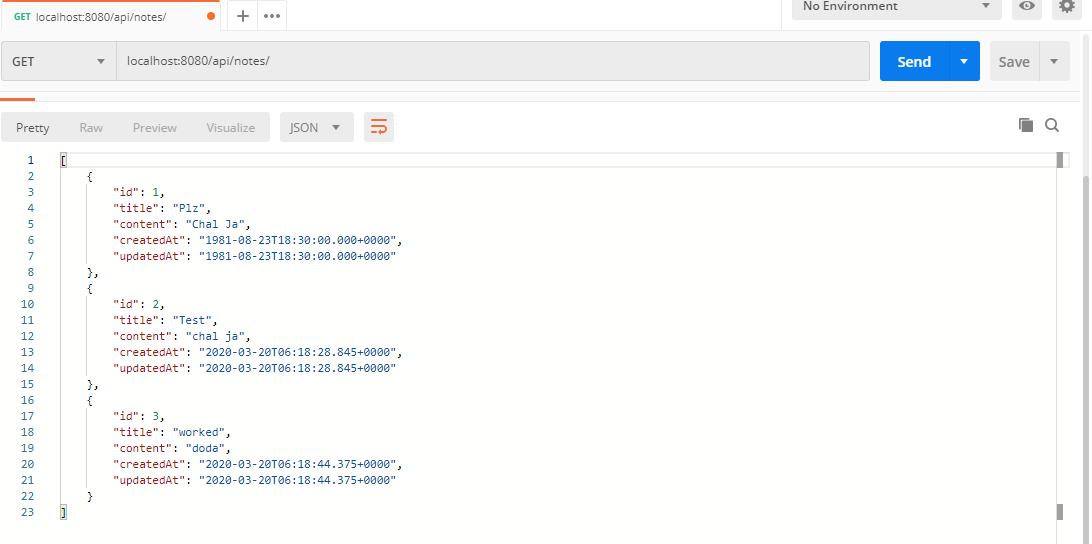 GET localhost:8080/api/notes/
No Environment
GET localhost:8080/api/notes/ Send Save
Pretty Raw Preview Visualize JSON
1 [
2 {
3 "id": 1,
4 "title": "Plz",
5 "content": "Chal Ja",
6 "createdAt": "1981-08-23T18:30:00.000+0000",
7 "updatedAt": "1981-08-23T18:30:00.000+0000"
8 },
9 {
10 "id": 2,
11 "title": "Test",
12 "content": "chal ja",
13 "createdAt": "2020-03-20T06:18:28.845+0000",
14 "updatedAt": "2020-03-20T06:18:28.845+0000"
15 },
16 {
17 "id": 3,
18 "title": "worked",
19 "content": "doda",
20 "createdAt": "2020-03-20T06:18:44.375+0000",
21 "updatedAt": "2020-03-20T06:18:44.375+0000"
22 }
23 ]